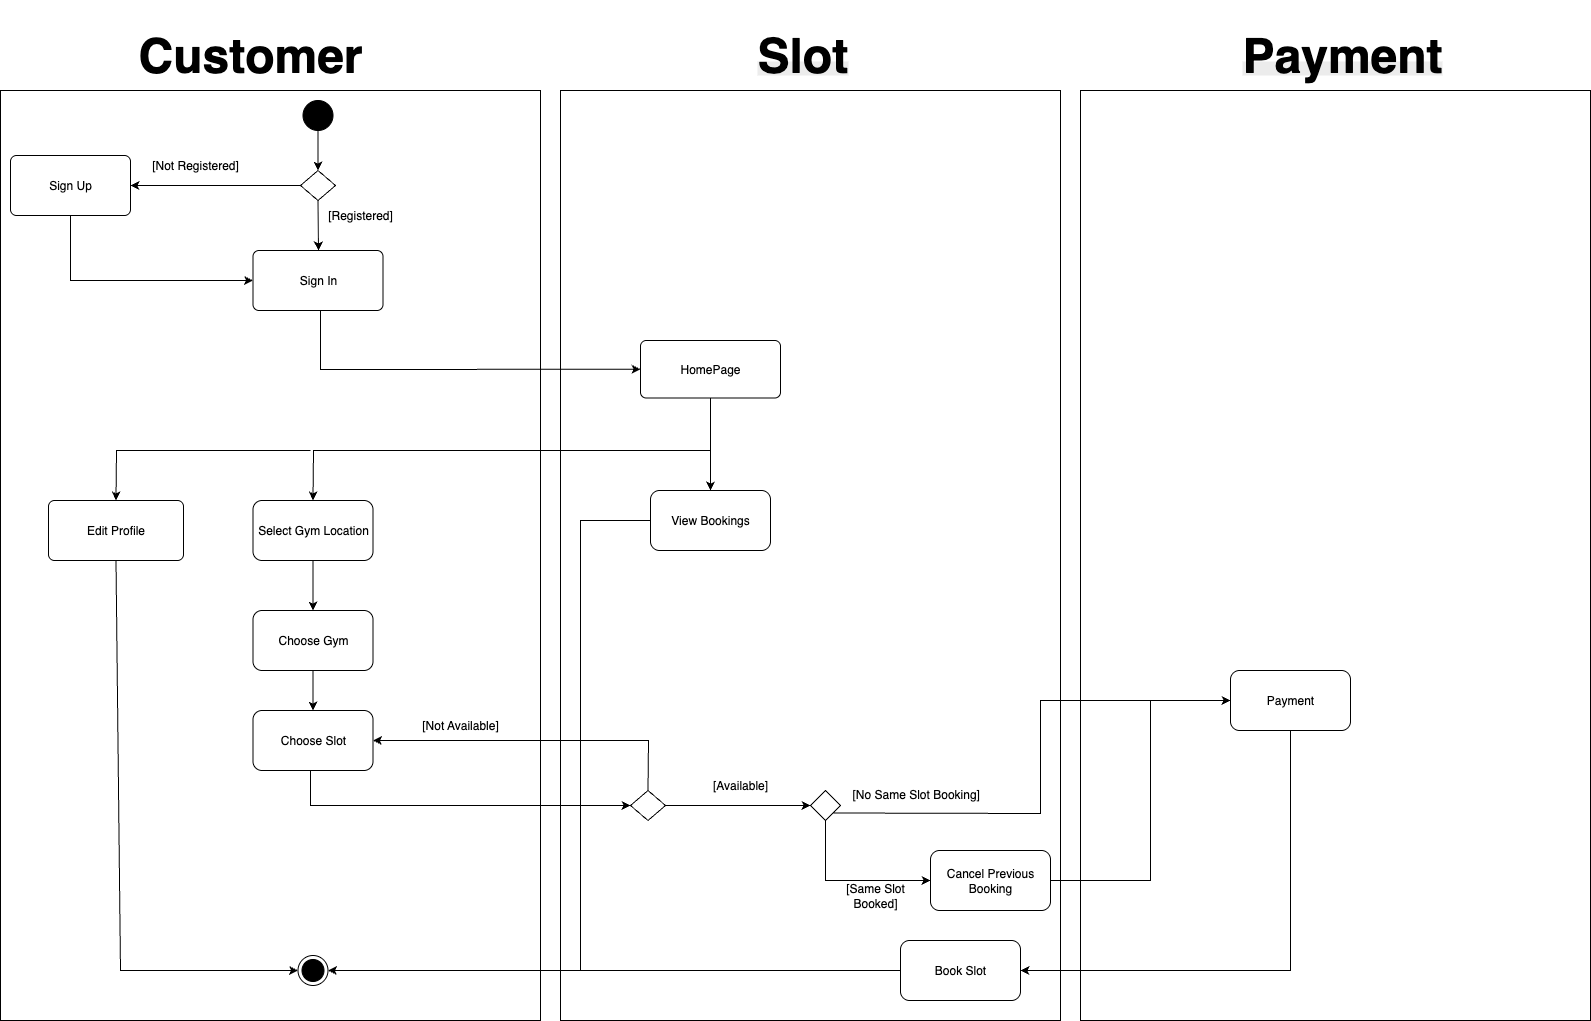 Customer
Slot
Payment
[Not Registered]
Sign Up
[Registered]
Sign In
HomePage
Edit Profile
Select Gym Location
View Bookings
Choose Gym
Payment
[Not Available]
Choose Slot
[Available]
[No Same Slot Booking]
Cancel Previous
Booking
[Same Slot
Booked]
Book Slot